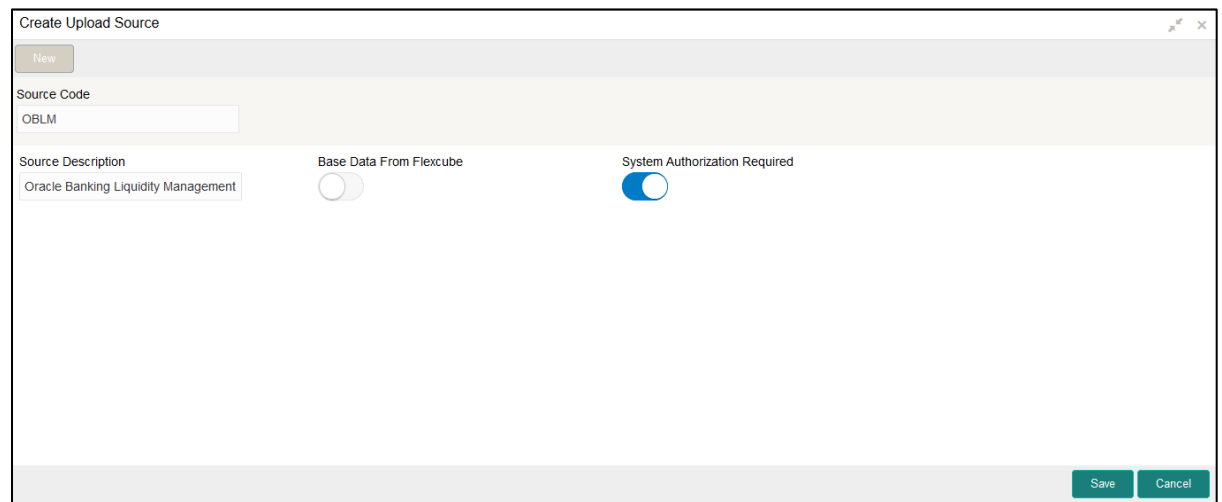 Create Upload Source
New
Source Code
OBLM
Source Description Base Data From Flexcube System Authorization Required
Oracle Banking Liquidity Management
Save Cancel